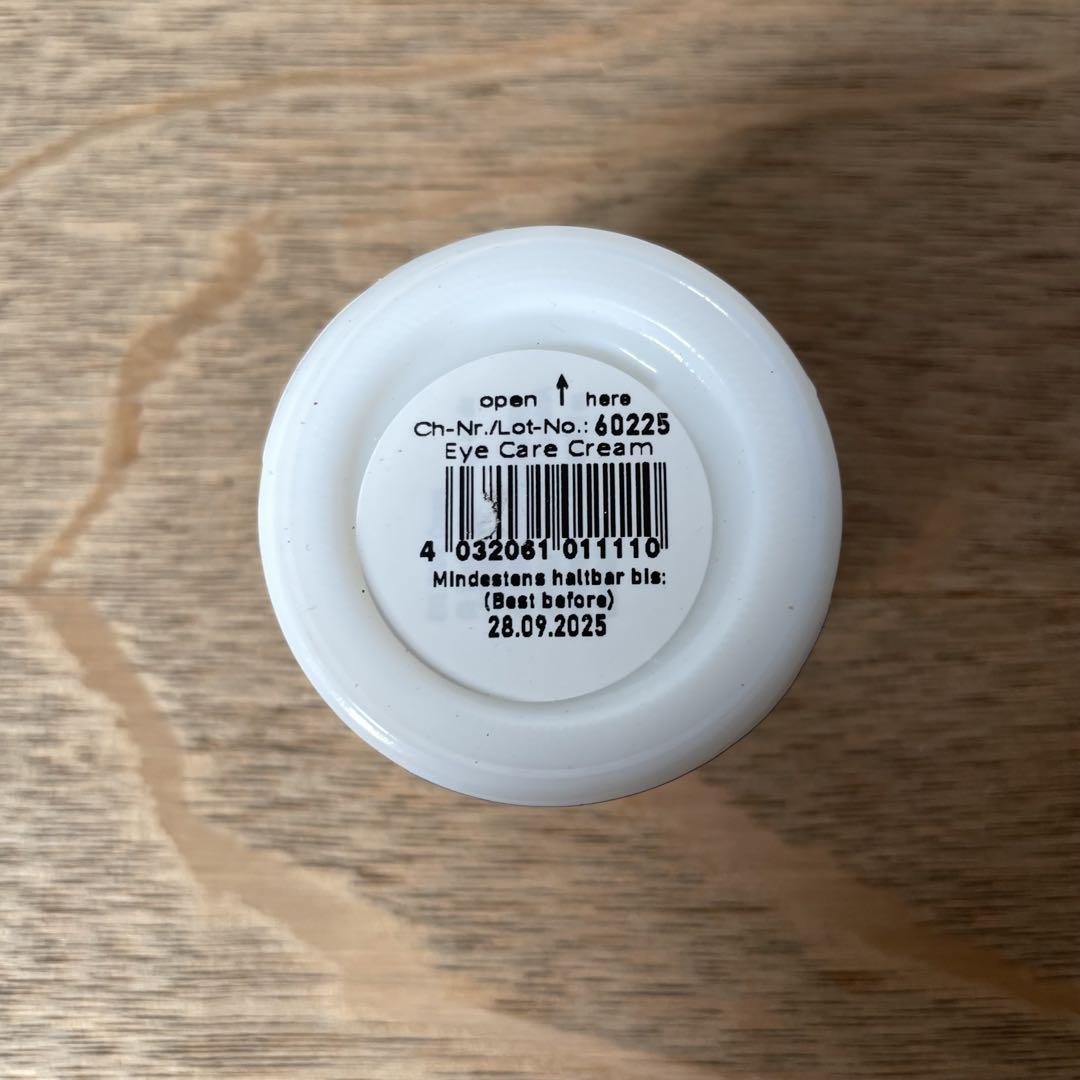 open ↑ here
Ch-Nr./Lot-No.: 60225
Eye Care Cream
4 032061 011110
Mindestens haltbar bis:
(Best before)
28.09.2025